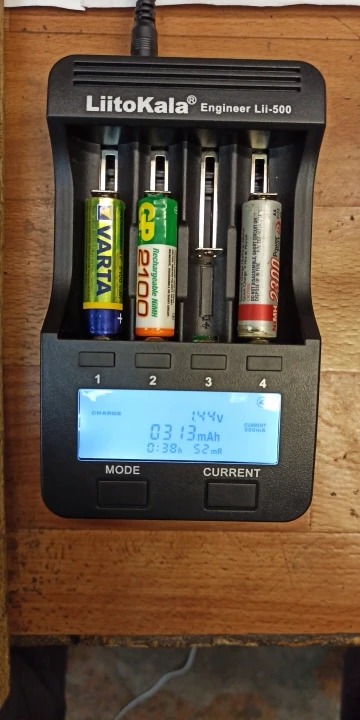 LiitoKala® Engineer Lii-500
VARTA
GP
2100
Rechargeable NiMH
2300
1 2 3 4
CHARGE
1.44V
CURRENT
500mA
0313mAh
0:38h 52mR
MODE CURRENT